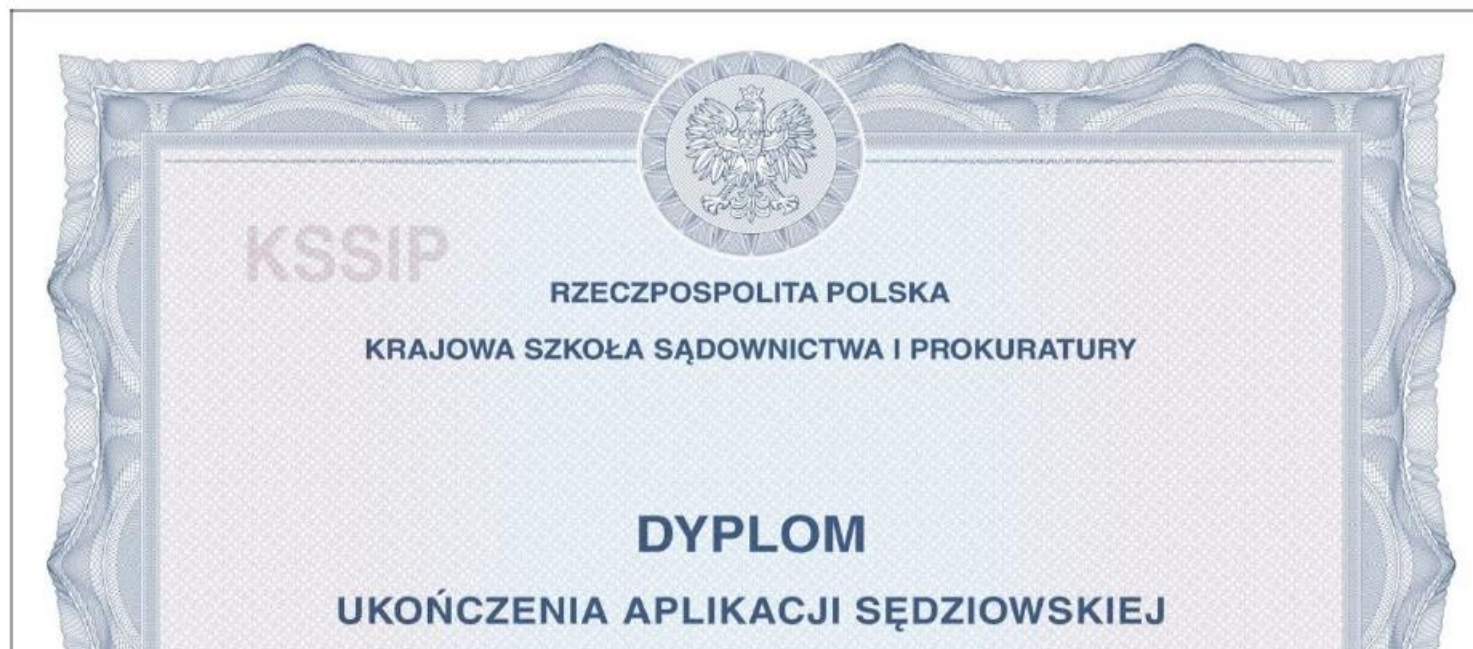 KSSIP
RZECZPOSPOLITA POLSKA
KRAJOWA SZKOŁA SĄDOWNICTWA I PROKURATURY
DYPLOM
UKOŃCZENIA APLIKACJI SĘDZIOWSKIEJ